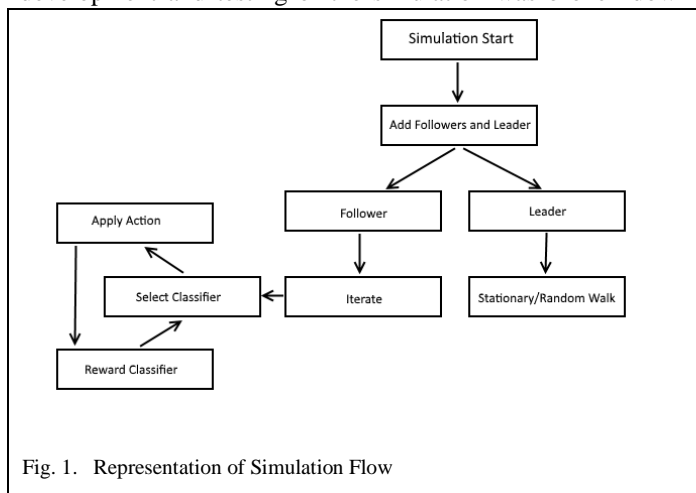 Simulation Start
Add Followers and Leader
Follower
Leader
Apply Action
Select Classifier
Iterate
Stationary/Random Walk
Reward Classifier
Fig. 1. Representation of Simulation Flow